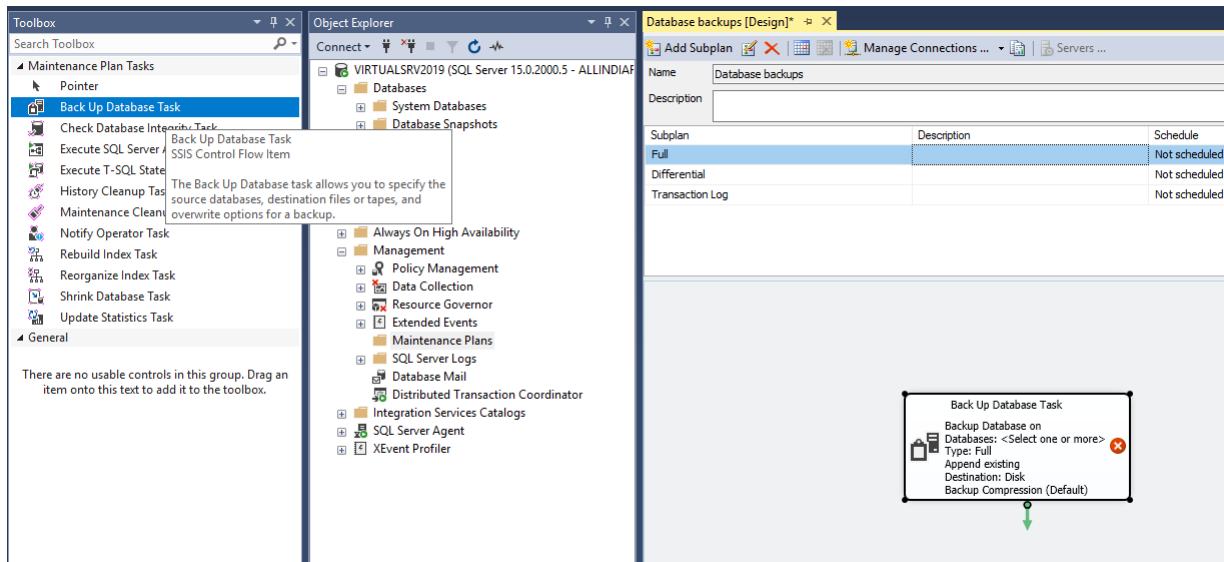 Toolbox
Search Toolbox
Maintenance Plan Tasks
Pointer
Back Up Database Task
Check Database Integrity Task
Execute SQL Server
Execute T-SQL State
History Cleanup Tas
Maintenance Cleanu
Notify Operator Task
Rebuild Index Task
Reorganize Index Task
Shrink Database Task
Update Statistics Task
General
There are no usable controls in this group. Drag an
item onto this text to add it to the toolbox.
Back Up Database Task
SSIS Control Flow Item
The Back Up Database task allows you to specify the
source databases, destination files or tapes, and
overwrite options for a backup.
Object Explorer
Connect
VIRTUALSRV2019 (SQL Server 15.0.2000.5 - ALLINDIAF
Databases
System Databases
Database Snapshots
Always On High Availability
Management
Policy Management
Data Collection
Resource Governor
Extended Events
Maintenance Plans
SQL Server Logs
Database Mail
Distributed Transaction Coordinator
Integration Services Catalogs
SQL Server Agent
XEvent Profiler
Database backups [Design]*
Add Subplan Manage Connections ... Servers ...
Name Database backups
Description
Subplan Description Schedule
Full Not scheduled
Differential Not scheduled
Transaction Log Not scheduled
Back Up Database Task
Backup Database on
Databases: <Select one or more>
Type: Full
Append existing
Destination: Disk
Backup Compression (Default)